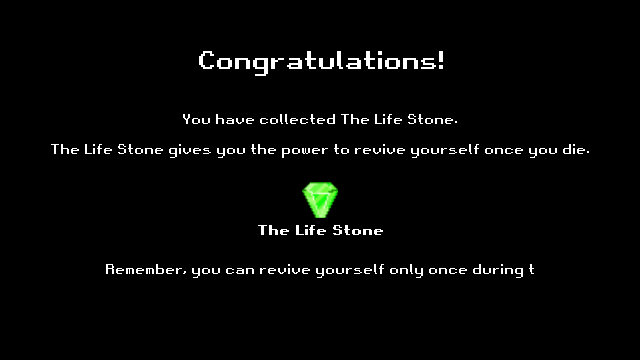 Congratulations!
You have collected The Life Stone.
The Life Stone gives you the power to revive yourself once you die.
The Life Stone
Remember, you can revive yourself only once during t